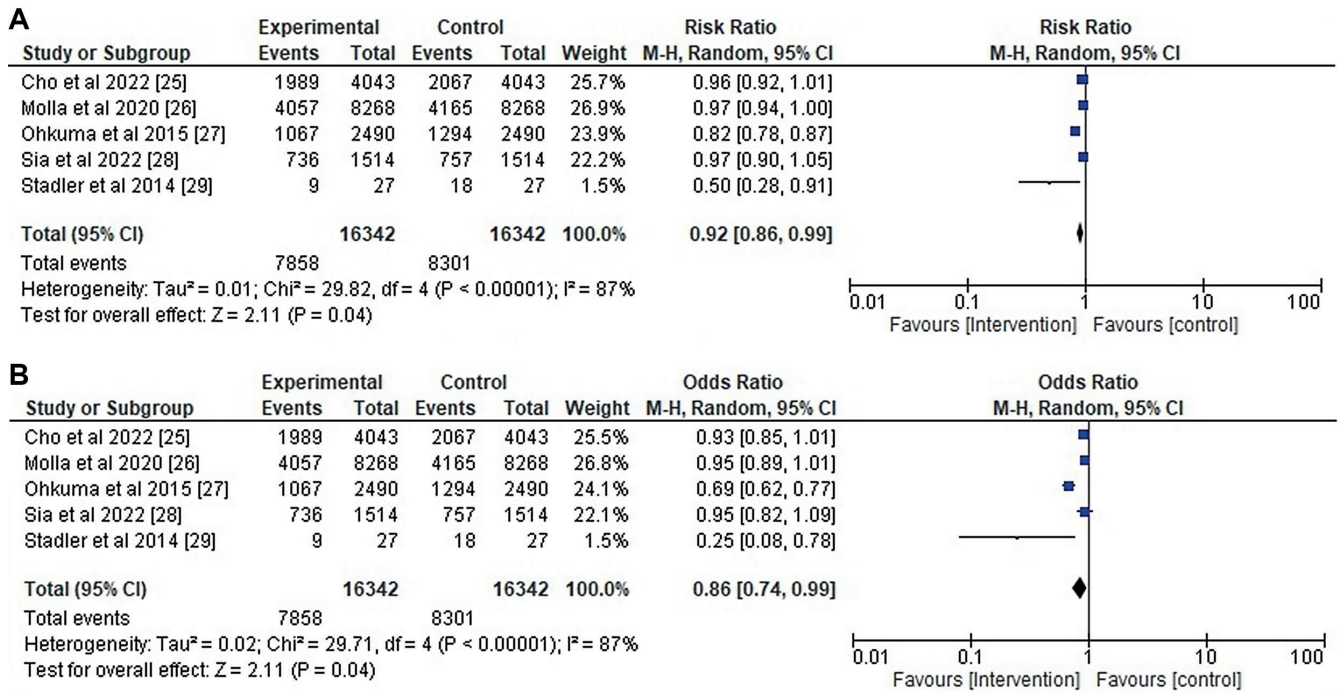 A
Experimental Control Risk Ratio Risk Ratio
Study or Subgroup Events Total Events Total Weight M-H, Random, 95% CI M-H, Random, 95% CI
Cho et al 2022 [25] 1989 4043 2067 4043 25.7% 0.96 [0.92, 1.01]
Molla et al 2020 [26] 4057 8268 4165 8268 26.9% 0.97 [0.94, 1.00]
Ohkuma et al 2015 [27] 1067 2490 1294 2490 23.9% 0.82 [0.78, 0.87]
Sia et al 2022 [28] 736 1514 757 1514 22.2% 0.97 [0.90, 1.05]
Stadler et al 2014 [29] 9 27 18 27 1.5% 0.50 [0.28, 0.91]
Total (95% CI) 16342 16342 100.0% 0.92 [0.86, 0.99]
Total events 7858 8301
Heterogeneity: Tau² = 0.01; Chi² = 29.82, df = 4 (P < 0.00001); I² = 87%
Test for overall effect: Z = 2.11 (P = 0.04)
0.01 0.1 1 10 100
Favours [Intervention] Favours [control]
B
Experimental Control Odds Ratio Odds Ratio
Study or Subgroup Events Total Events Total Weight M-H, Random, 95% CI M-H, Random, 95% CI
Cho et al 2022 [25] 1989 4043 2067 4043 25.5% 0.93 [0.85, 1.01]
Molla et al 2020 [26] 4057 8268 4165 8268 26.8% 0.95 [0.89, 1.01]
Ohkuma et al 2015 [27] 1067 2490 1294 2490 24.1% 0.69 [0.62, 0.77]
Sia et al 2022 [28] 736 1514 757 1514 22.1% 0.95 [0.82, 1.09]
Stadler et al 2014 [29] 9 27 18 27 1.5% 0.25 [0.08, 0.78]
Total (95% CI) 16342 16342 100.0% 0.86 [0.74, 0.99]
Total events 7858 8301
Heterogeneity: Tau² = 0.02; Chi² = 29.71, df = 4 (P < 0.00001); I² = 87%
Test for overall effect: Z = 2.11 (P = 0.04)
0.01 0.1 1 10 100
Favours [Intervention] Favours [control]